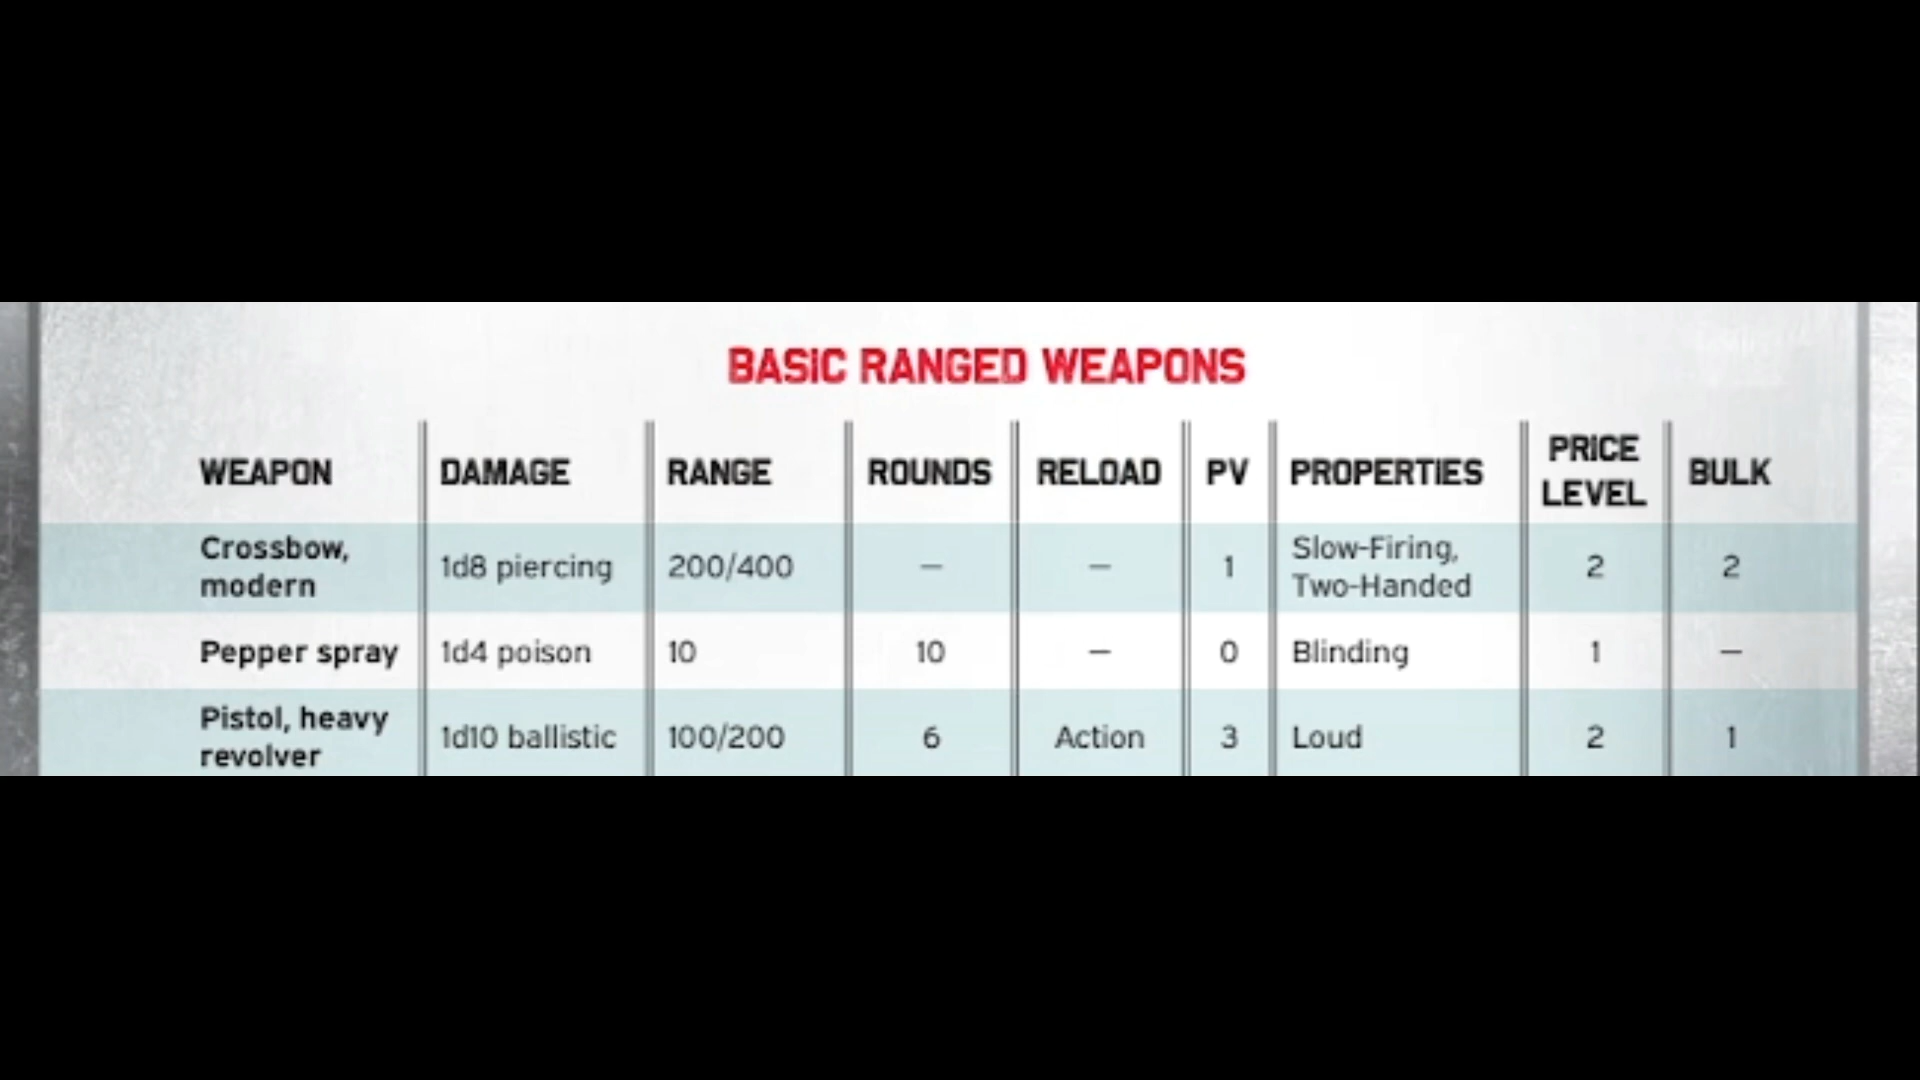 BASIC RANGED WEAPONS
WEAPON DAMAGE RANGE ROUNDS RELOAD PV PROPERTIES PRICE LEVEL BULK
Crossbow, modern 1d8 piercing 200/400 — — 1 Slow-Firing, Two-Handed 2 2
Pepper spray 1d4 poison 10 10 — 0 Blinding 1 —
Pistol, heavy revolver 1d10 ballistic 100/200 6 Action 3 Loud 2 1